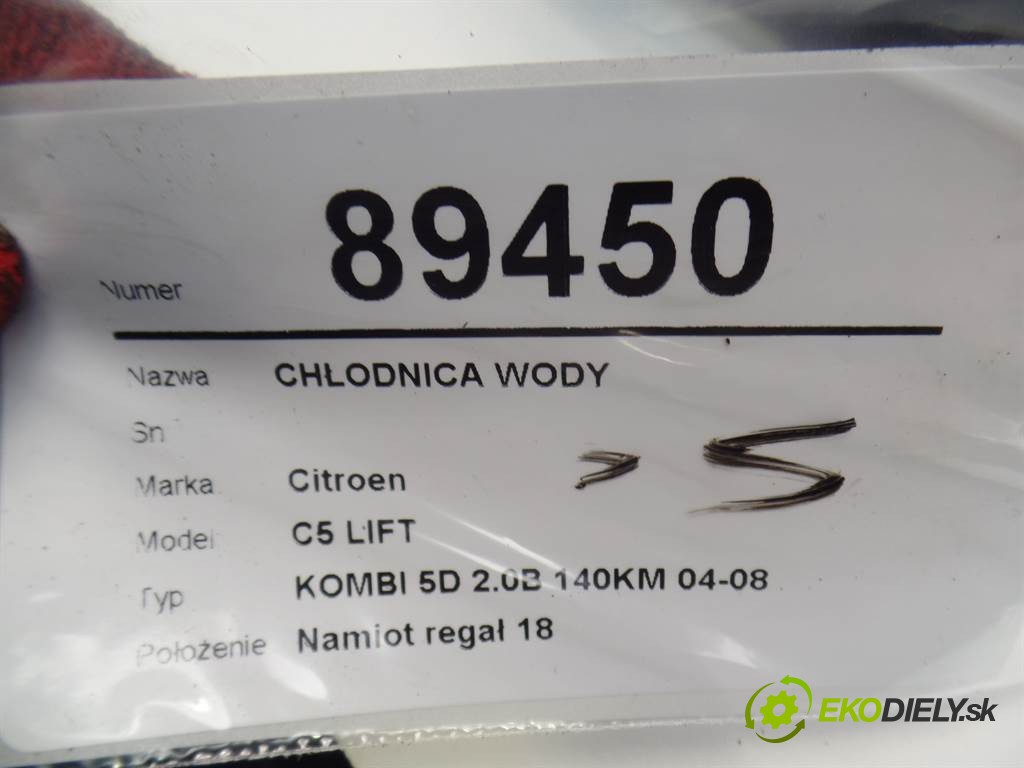 Numer 89450
Nazwa CHŁODNICA WODY
Sn
Marka Citroen > 5
Model C5 LIFT
Typ KOMBI 5D 2.0B 140KM 04-08
Położenie Namiot regał 18
EKODIELY.sk